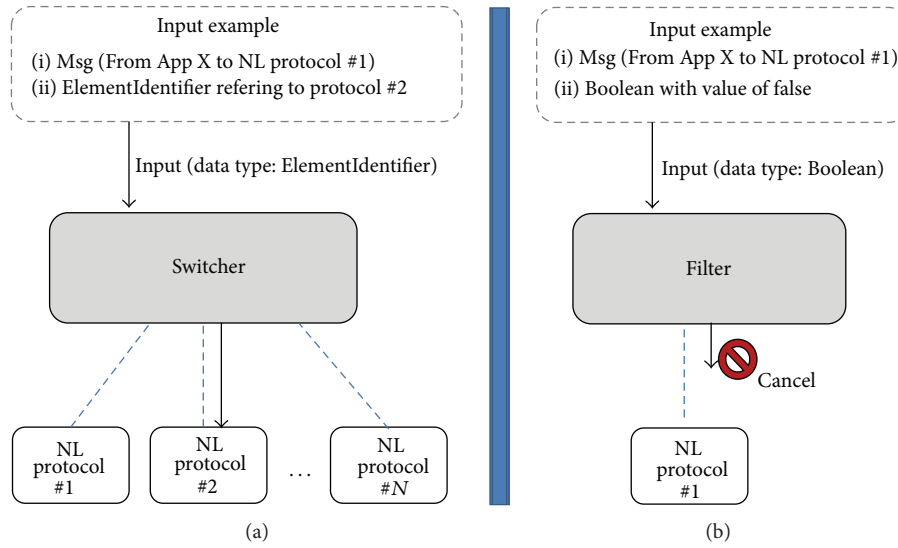 Input example
(i) Msg (From App X to NL protocol #1)
(ii) ElementIdentifier refering to protocol #2
Input (data type: ElementIdentifier)
Switcher
NL
protocol
#1
NL
protocol
#2
...
NL
protocol
#N
(a)
Input example
(i) Msg (From App X to NL protocol #1)
(ii) Boolean with value of false
Input (data type: Boolean)
Filter
Cancel
NL
protocol
#1
(b)